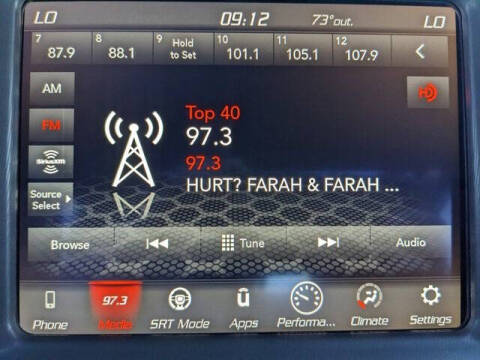 LO 09:12 73° out. LO
7 87.9 8 88.1 9 Hold to Set 10 101.1 11 105.1 12 107.9
AM
FM
SiriusXM
Source Select
HD
Top 40
97.3
97.3
HURT? FARAH & FARAH ...
Browse Tune Audio
97.3
Phone Media SRT Mode Apps Performa... Climate Settings